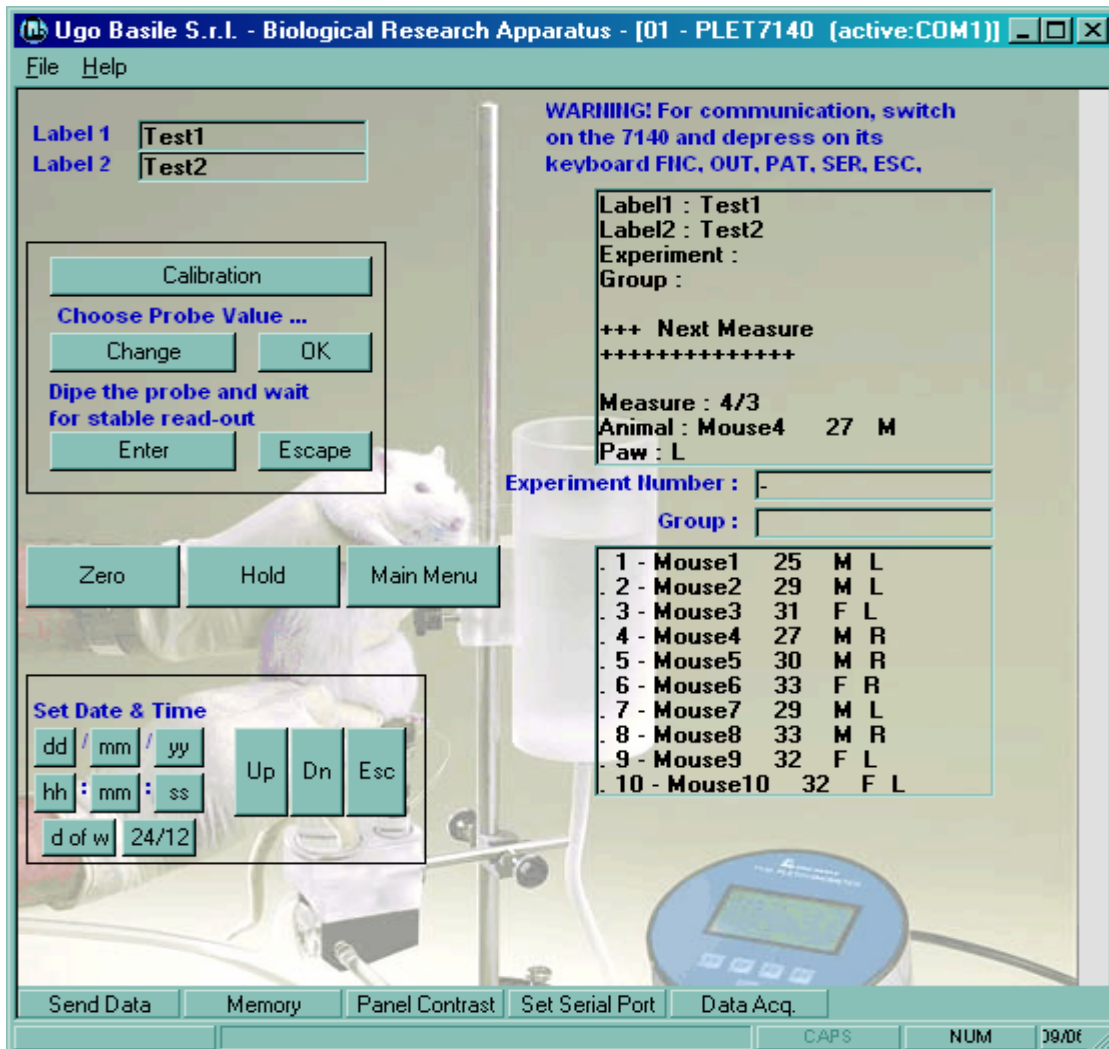 Ugo Basile S.r.l. - Biological Research Apparatus - [01 - PLET7140 (active:COM1)]
File Help
Label 1 Test1
Label 2 Test2
Calibration
Choose Probe Value ...
Change OK
Dipe the probe and wait
for stable read-out
Enter Escape
Zero Hold Main Menu
Set Date & Time
dd / mm / yy
hh : mm : ss
Up Dn Esc
d of w 24/12
WARNING! For communication, switch
on the 7140 and depress on its
keyboard FNC, OUT, PAT, SER, ESC,
Label1 : Test1
Label2 : Test2
Experiment :
Group :
+++ Next Measure
++++++++++++++
Measure : 4/3
Animal : Mouse4 27 M
Paw : L
Experiment Number : -
Group :
. 1 - Mouse1 25 M L
. 2 - Mouse2 29 M L
. 3 - Mouse3 31 F L
. 4 - Mouse4 27 M R
. 5 - Mouse5 30 M R
. 6 - Mouse6 33 F R
. 7 - Mouse7 29 M L
. 8 - Mouse8 33 M R
. 9 - Mouse9 32 F L
. 10 - Mouse10 32 F L
Send Data Memory Panel Contrast Set Serial Port Data Acq.
CAPS NUM